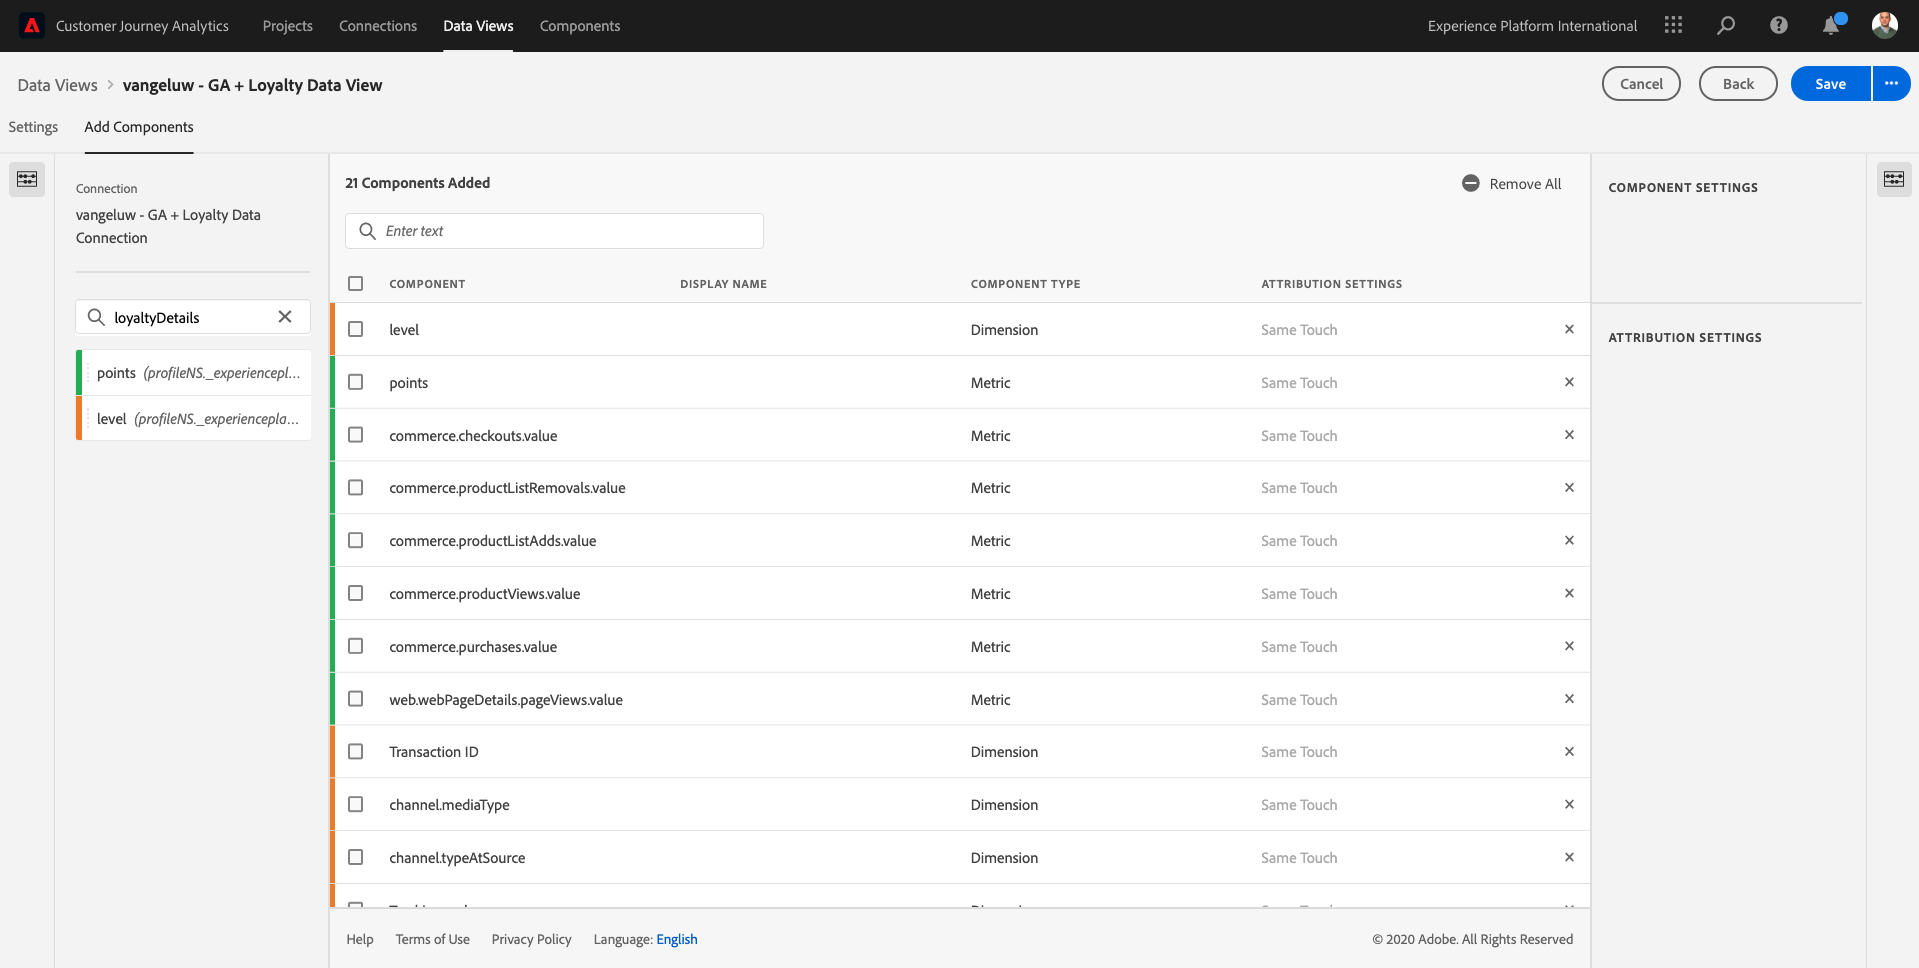 Customer Journey Analytics Projects Connections Data Views Components Experience Platform International
Data Views > vangeluw - GA + Loyalty Data View Cancel Back Save
Settings Add Components
Connection
vangeluw - GA + Loyalty Data
Connection
loyaltyDetails
points (profileNS._experiencepl...
level (profileNS._experiencepla...
21 Components Added Remove All
Enter text
COMPONENT DISPLAY NAME COMPONENT TYPE ATTRIBUTION SETTINGS
level Dimension Same Touch
points Metric Same Touch
commerce.checkouts.value Metric Same Touch
commerce.productListRemovals.value Metric Same Touch
commerce.productListAdds.value Metric Same Touch
commerce.productViews.value Metric Same Touch
commerce.purchases.value Metric Same Touch
web.webPageDetails.pageViews.value Metric Same Touch
Transaction ID Dimension Same Touch
channel.mediaType Dimension Same Touch
channel.typeAtSource Dimension Same Touch
COMPONENT SETTINGS
ATTRIBUTION SETTINGS
Help Terms of Use Privacy Policy Language: English © 2020 Adobe. All Rights Reserved